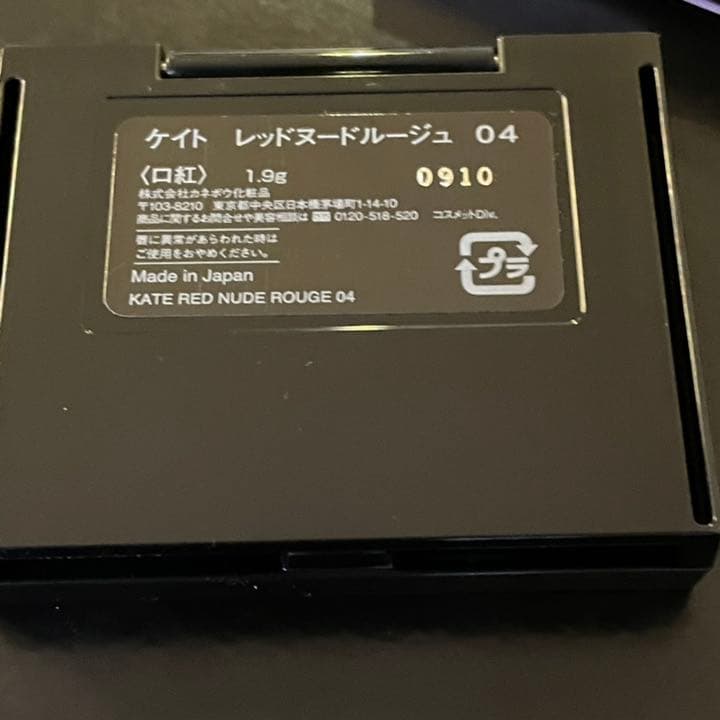 ケイト レッドヌードルージュ 04
〈口紅〉 1.9g 0910
株式会社カネボウ化粧品
〒103-8210 東京都中央区日本橋茅場町1-14-10
商品に関するお問合せや美容相談は 0120-518-520 コスメットDiv.
唇に異常があらわれた時は
ご使用をおやめください。
プラ
Made in Japan
KATE RED NUDE ROUGE 04